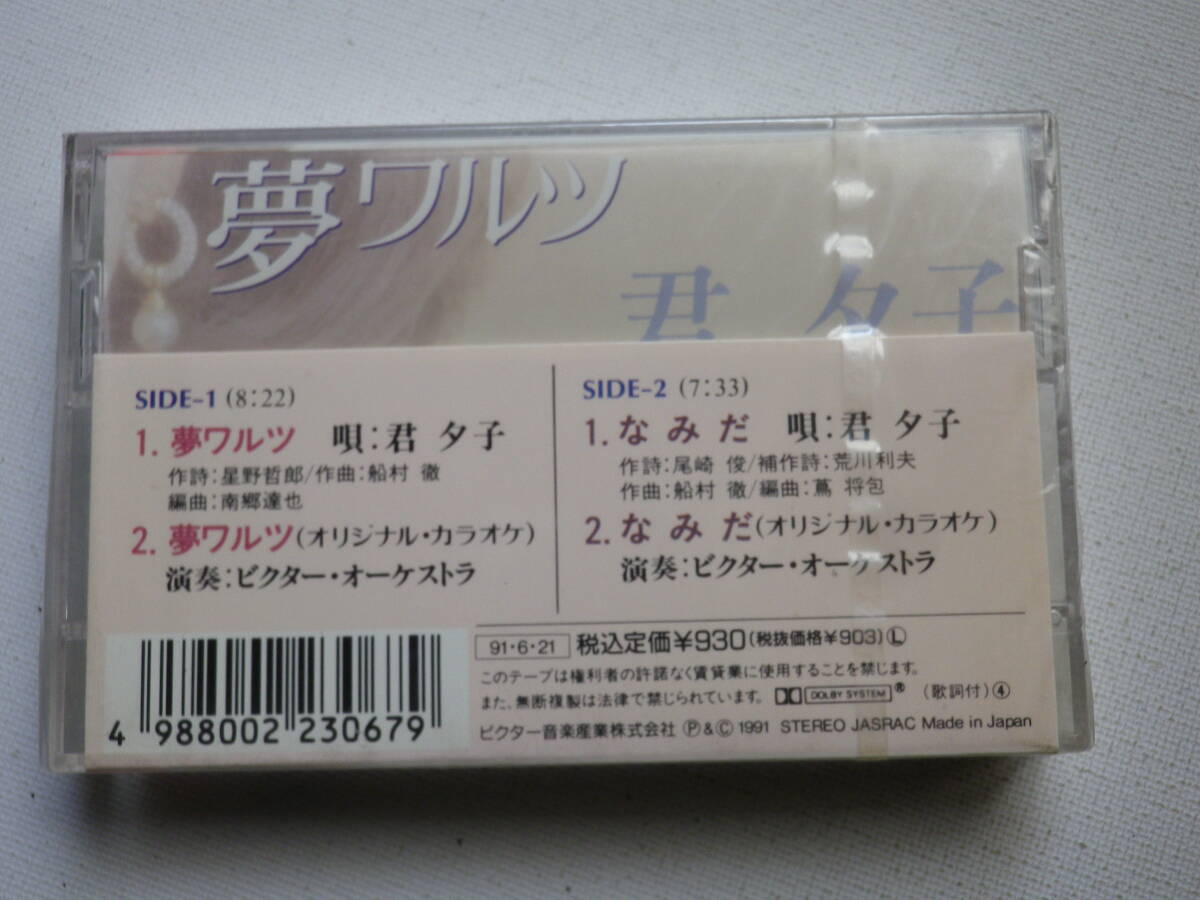 夢ワルツ
君 夕子
SIDE-1 (8:22)
1. 夢ワルツ 唄:君 夕子
作詩:星野哲郎/作曲:船村 徹
編曲:南郷達也
2. 夢ワルツ(オリジナル・カラオケ)
演奏:ビクター・オーケストラ
SIDE-2 (7:33)
1. なみだ 唄:君 夕子
作詩:尾崎 俊/補作詩:荒川利夫
作曲:船村 徹/編曲:蔦 将包
2. なみだ(オリジナル・カラオケ)
演奏:ビクター・オーケストラ
4 988002 230679
91・6・21 税込定価¥930(税抜価格¥903)Ⓛ
このテープは権利者の許諾なく賃貸業に使用することを禁じます。
また、無断複製は法律で禁じられています。 DOLBY SYSTEM ® (歌詞付)④
ビクター音楽産業株式会社 Ⓟ&Ⓒ 1991 STEREO JASRAC Made in Japan